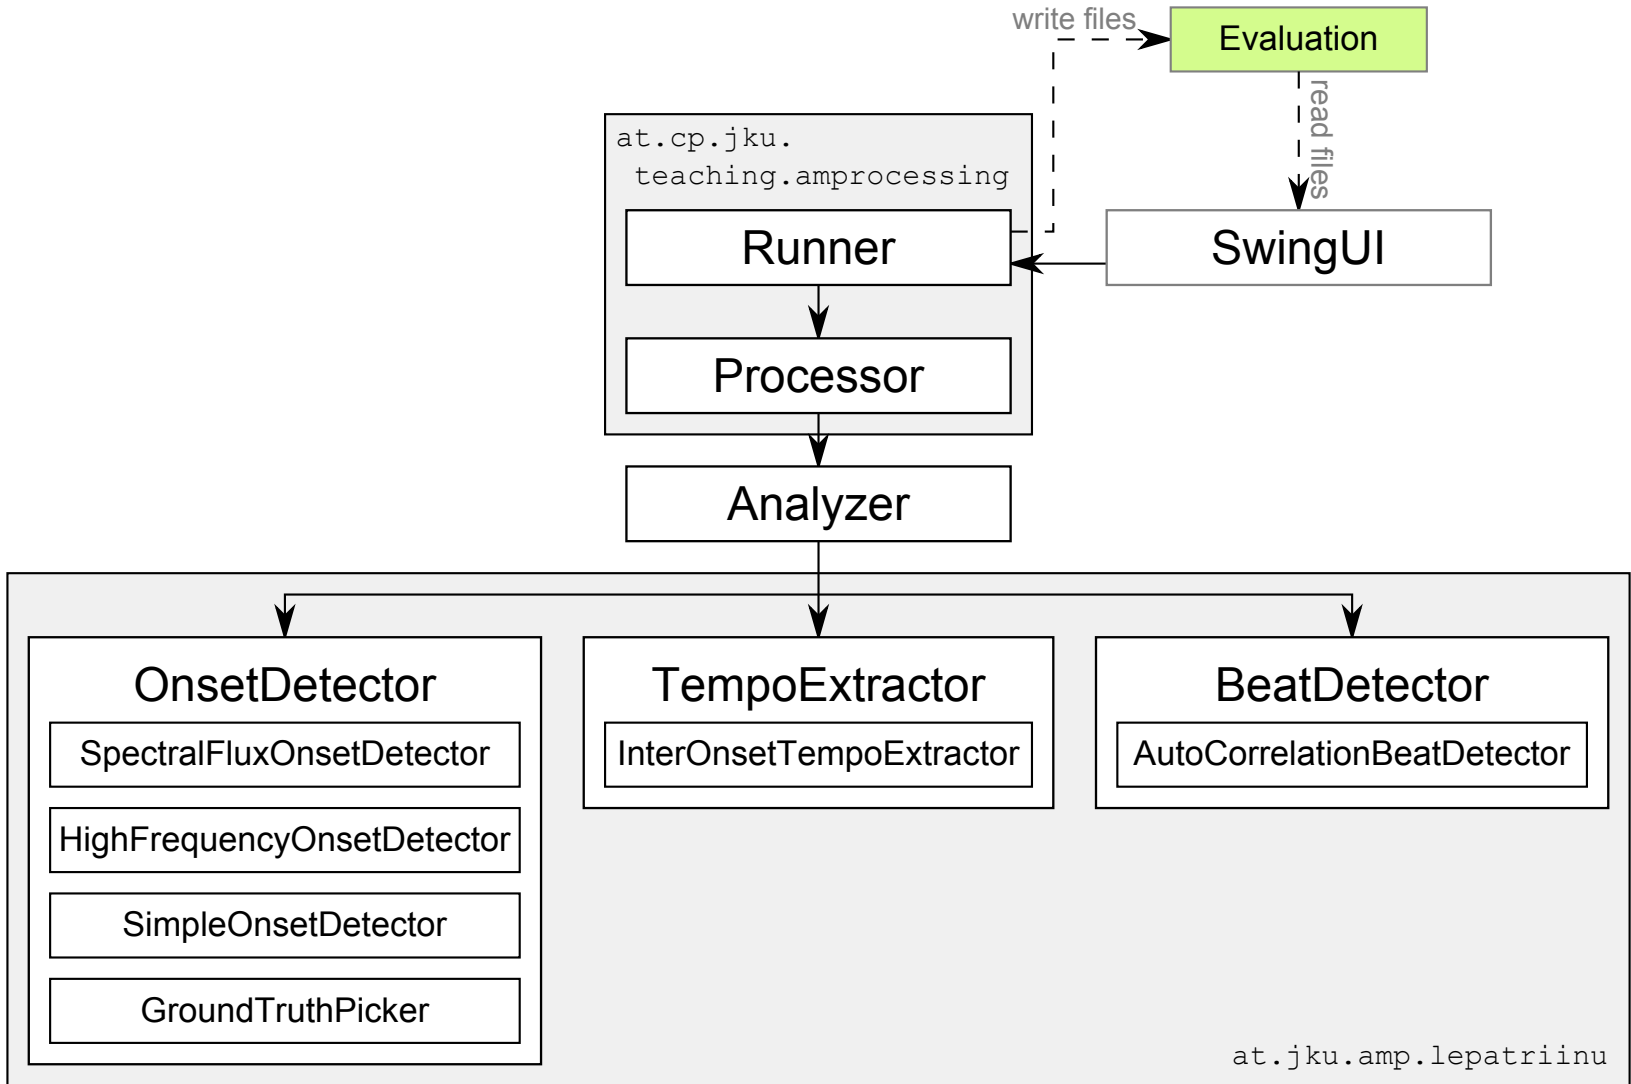 write files
Evaluation
read files
at.cp.jku.
teaching.amprocessing
Runner
SwingUI
Processor
Analyzer
OnsetDetector
SpectralFluxOnsetDetector
HighFrequencyOnsetDetector
SimpleOnsetDetector
GroundTruthPicker
TempoExtractor
InterOnsetTempoExtractor
BeatDetector
AutoCorrelationBeatDetector
at.jku.amp.lepatriinu